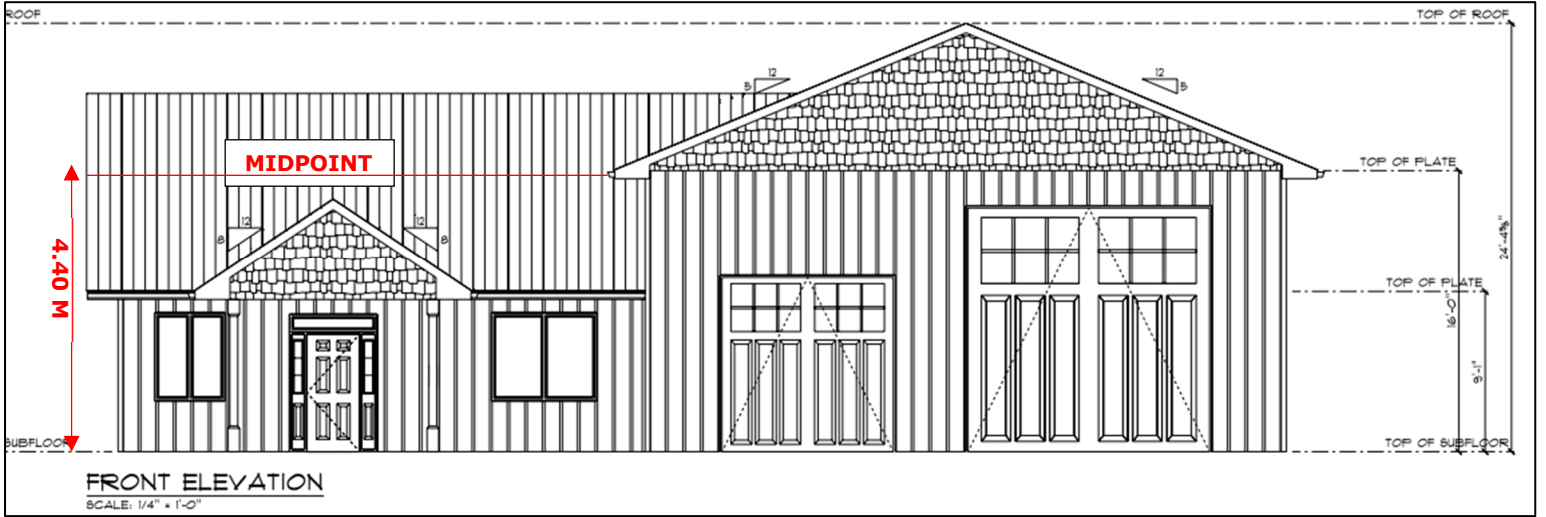 ROOF
TOP OF ROOF
12
5
12
5
MIDPOINT
TOP OF PLATE
12
8
12
8
4.40 M
24'-4⅜"
TOP OF PLATE
16'-0"
9'-1"
SUBFLOOR
TOP OF SUBFLOOR
FRONT ELEVATION
SCALE: 1/4" = 1'-0"